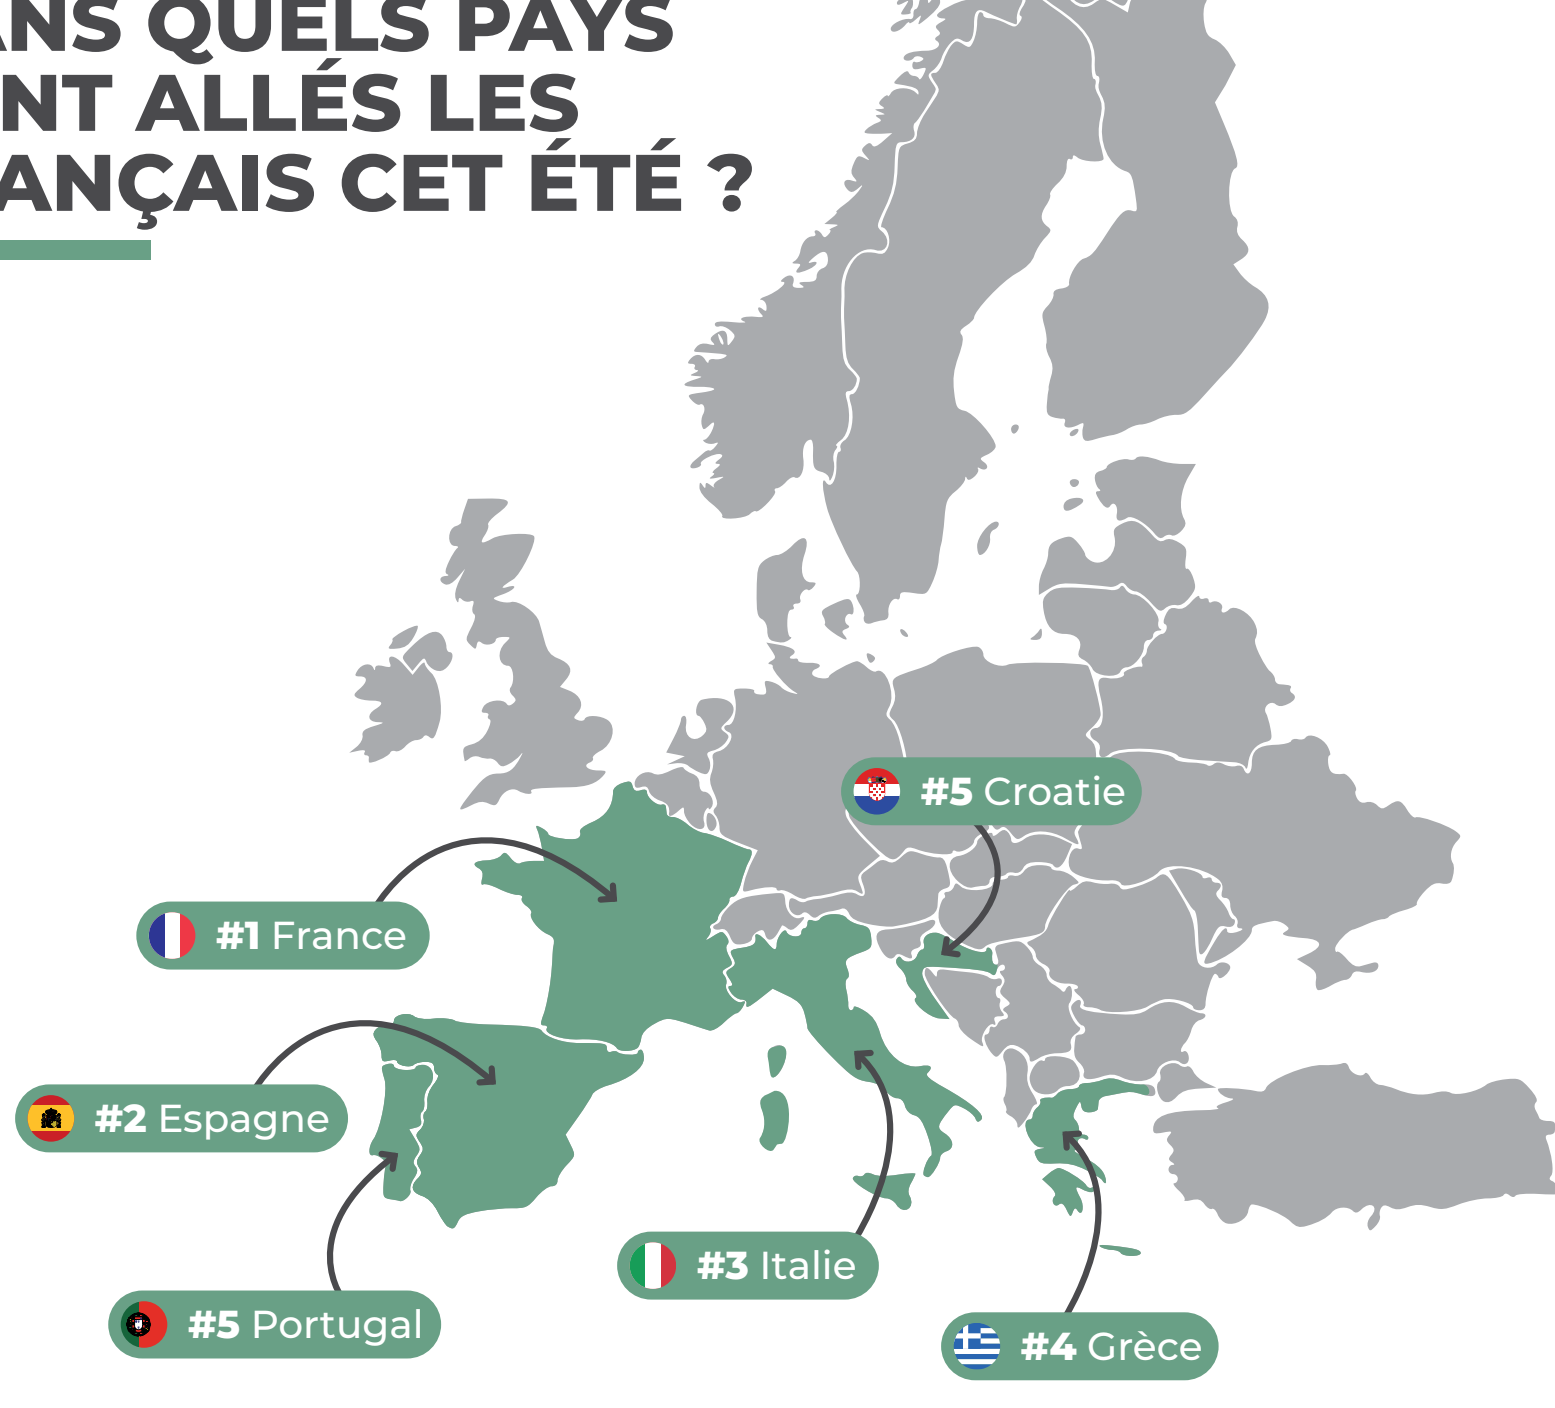 ANS QUELS PAYS
NT ALLÉS LES
ANÇAIS CET ÉTÉ ?
#5 Croatie
#1 France
#2 Espagne
#3 Italie
#5 Portugal
#4 Grèce